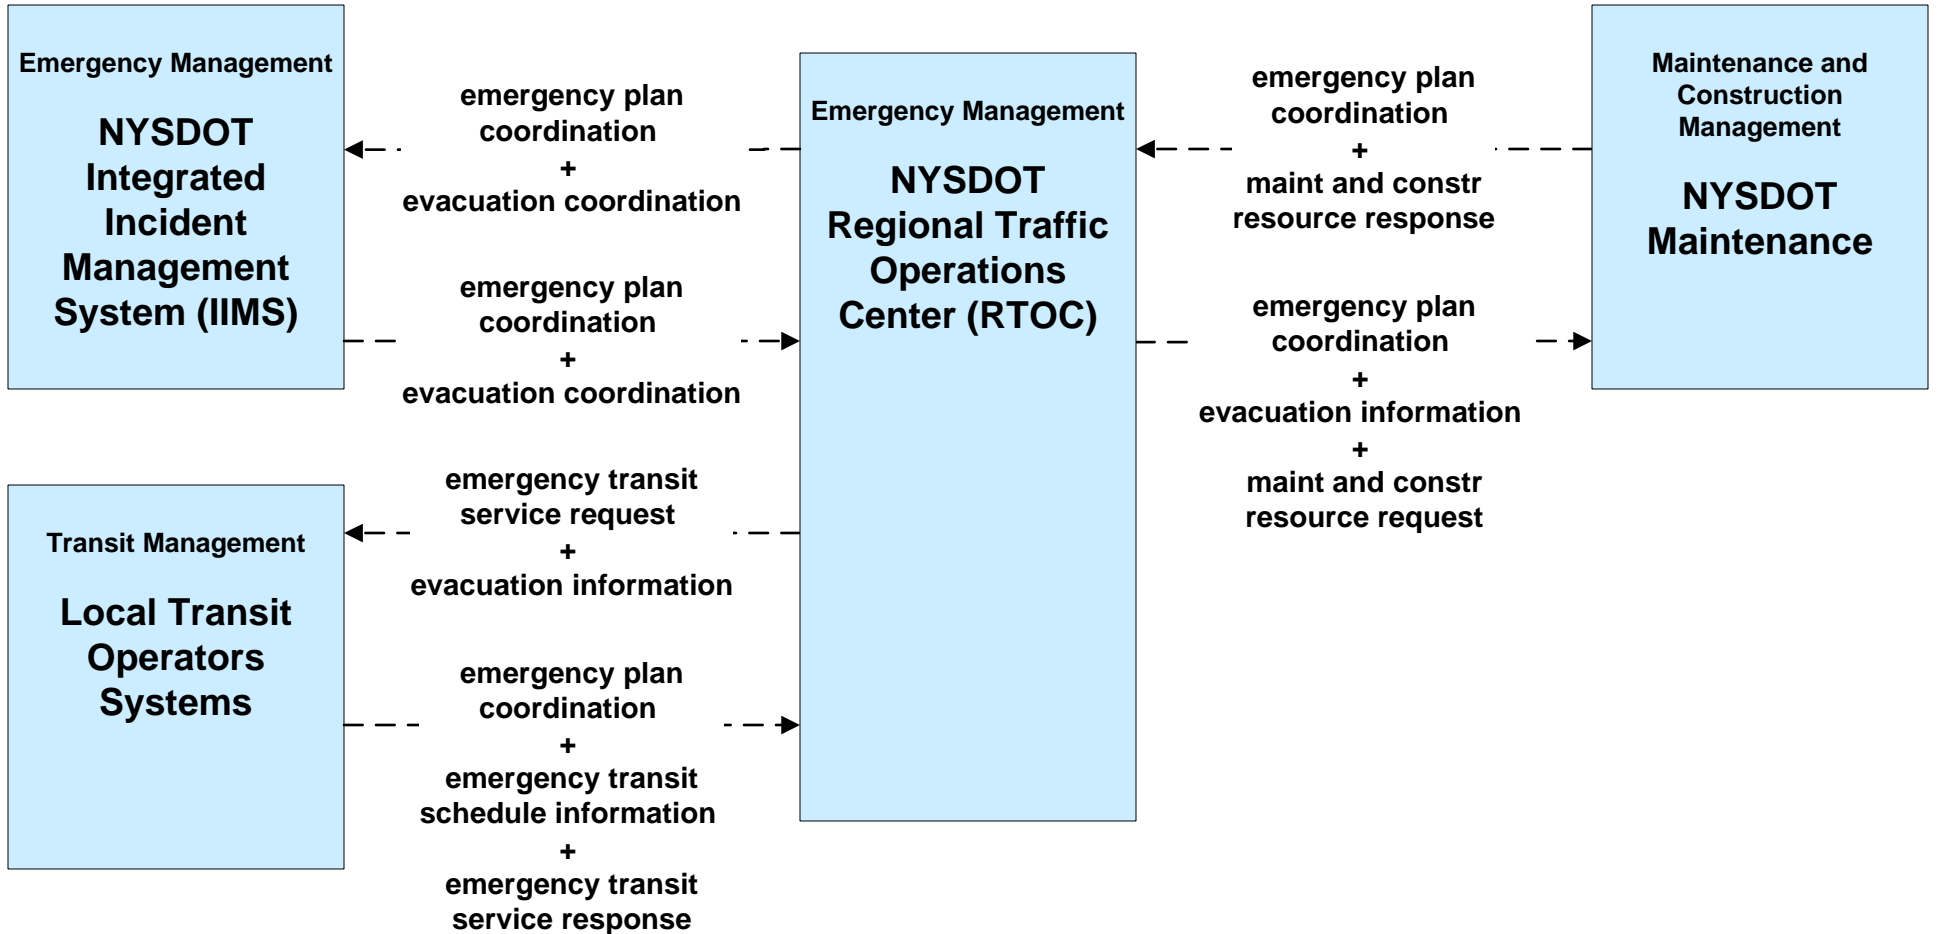 Emergency Management
NYSDOT
Integrated
Incident
Management
System (IIMS)
emergency plan
coordination
+
evacuation coordination
emergency plan
coordination
+
evacuation coordination
Transit Management
Local Transit
Operators
Systems
emergency transit
service request
+
evacuation information
emergency plan
coordination
+
emergency transit
schedule information
+
emergency transit
service response
Emergency Management
NYSDOT
Regional Traffic
Operations
Center (RTOC)
emergency plan
coordination
+
maint and constr
resource response
emergency plan
coordination
+
evacuation information
+
maint and constr
resource request
Maintenance and
Construction
Management
NYSDOT
Maintenance